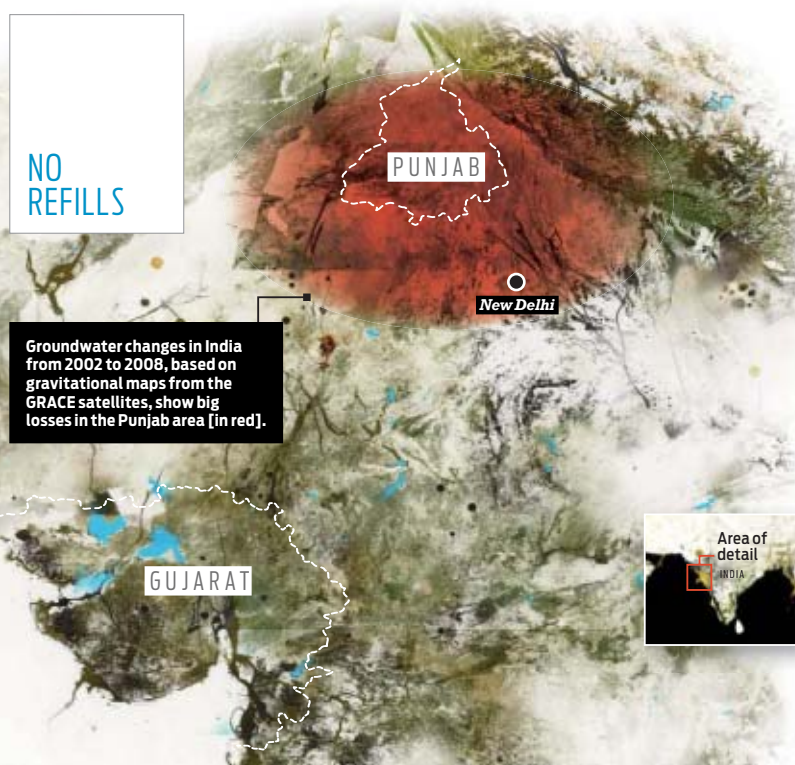 NO
REFILLS
PUNJAB
New Delhi
Groundwater changes in India
from 2002 to 2008, based on
gravitational maps from the
GRACE satellites, show big
losses in the Punjab area [in red].
GUJARAT
Area of
detail
INDIA